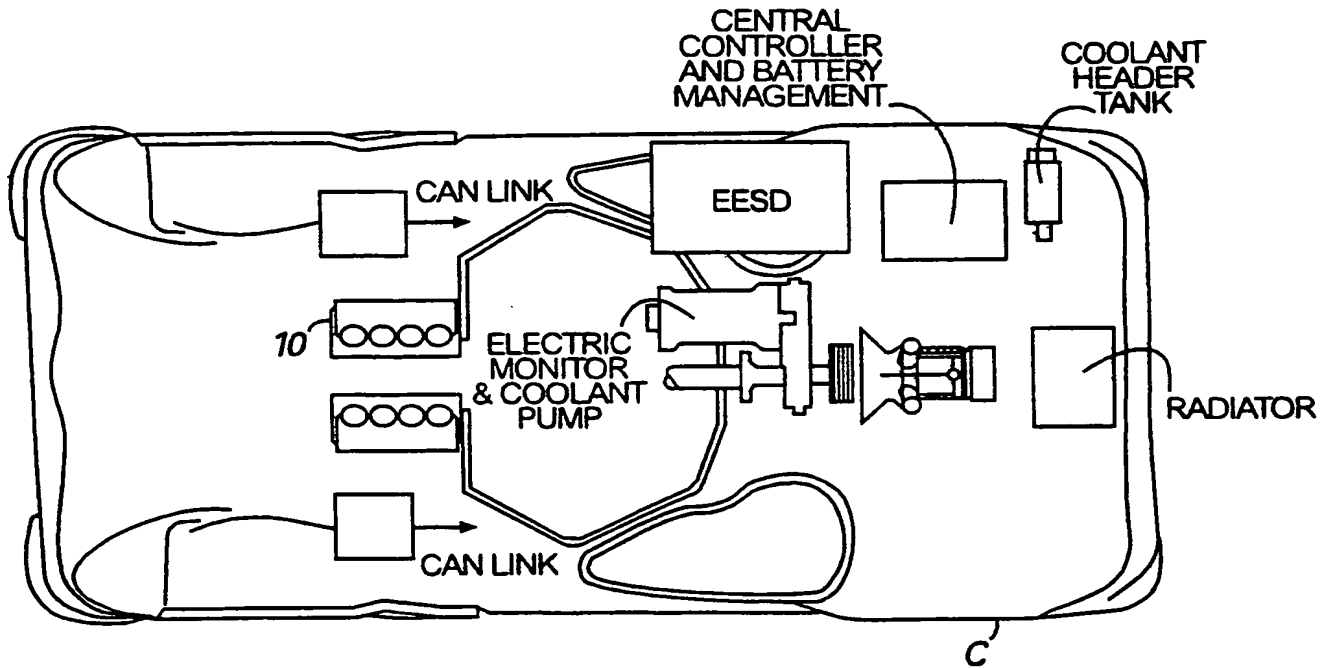 CENTRAL
CONTROLLER
AND BATTERY
MANAGEMENT
COOLANT
HEADER
TANK
CAN LINK
EESD
10
ELECTRIC
MONITOR
& COOLANT
PUMP
RADIATOR
CAN LINK
C